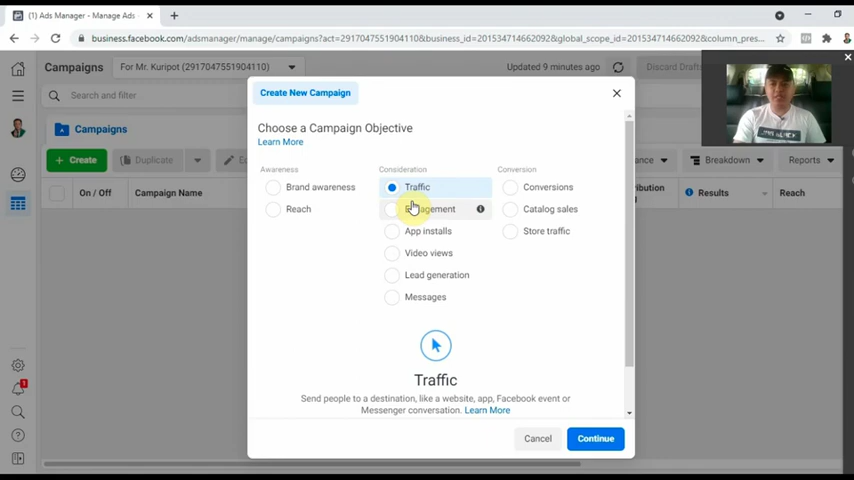 (1) Ads Manager - Manage Ads
business.facebook.com/adsmanager/manage/campaigns?act=2917047551904110&business_id=201534714662092&global_scope_id=201534714662092&column_pres...
Campaigns
For Mr. Kuripot (2917047551904110)
Updated 9 minutes ago
Discard Draft
Search and filter
Create New Campaign
Campaigns
Choose a Campaign Objective
Learn More
Create
Duplicate
Breakdown
Reports
Awareness
Consideration
Conversion
Brand awareness
Traffic
Conversions
On / Off
Campaign Name
Results
Reach
Reach
Engagement
Catalog sales
App installs
Store traffic
Video views
Lead generation
Messages
Traffic
Send people to a destination, like a website, app, Facebook event or
Messenger conversation. Learn More
1
Cancel
Continue